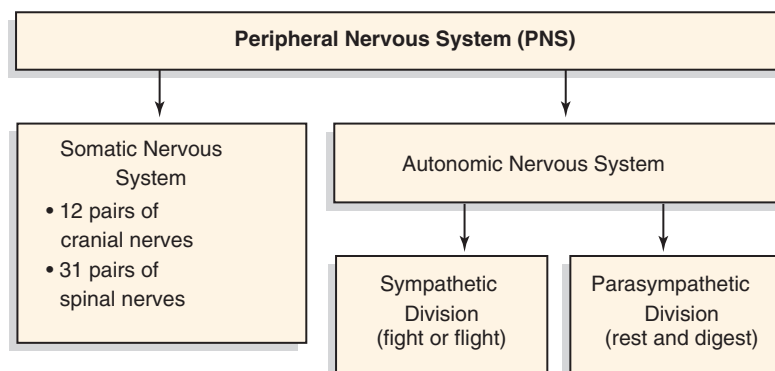 Peripheral Nervous System (PNS)
Somatic Nervous
System
• 12 pairs of
cranial nerves
• 31 pairs of
spinal nerves
Autonomic Nervous System
Sympathetic
Division
(fight or flight)
Parasympathetic
Division
(rest and digest)